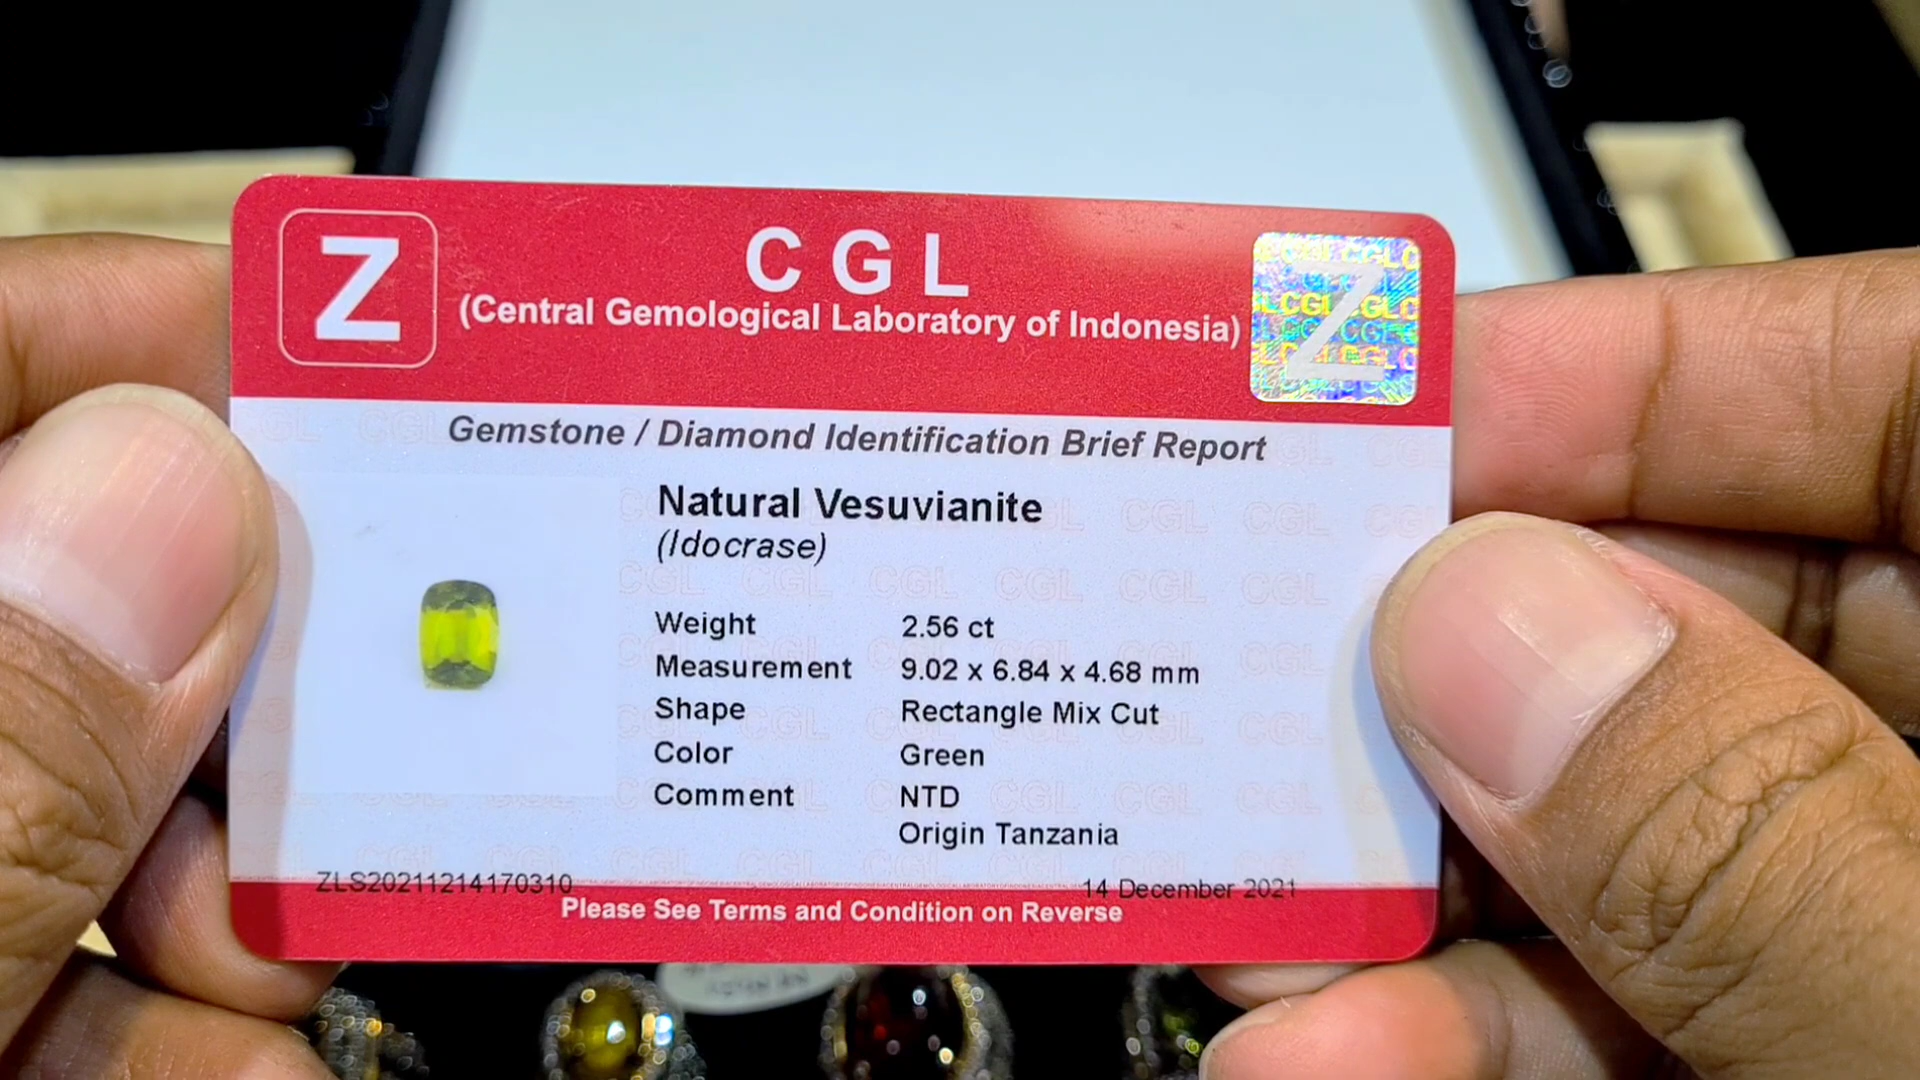 Z
C G L
(Central Gemological Laboratory of Indonesia)
Z
Gemstone / Diamond Identification Brief Report
Natural Vesuvianite
(Idocrase)
Weight 2.56 ct
Measurement 9.02 x 6.84 x 4.68 mm
Shape Rectangle Mix Cut
Color Green
Comment NTD
Origin Tanzania
ZLS20211214170310
14 December 2021
Please See Terms and Condition on Reverse